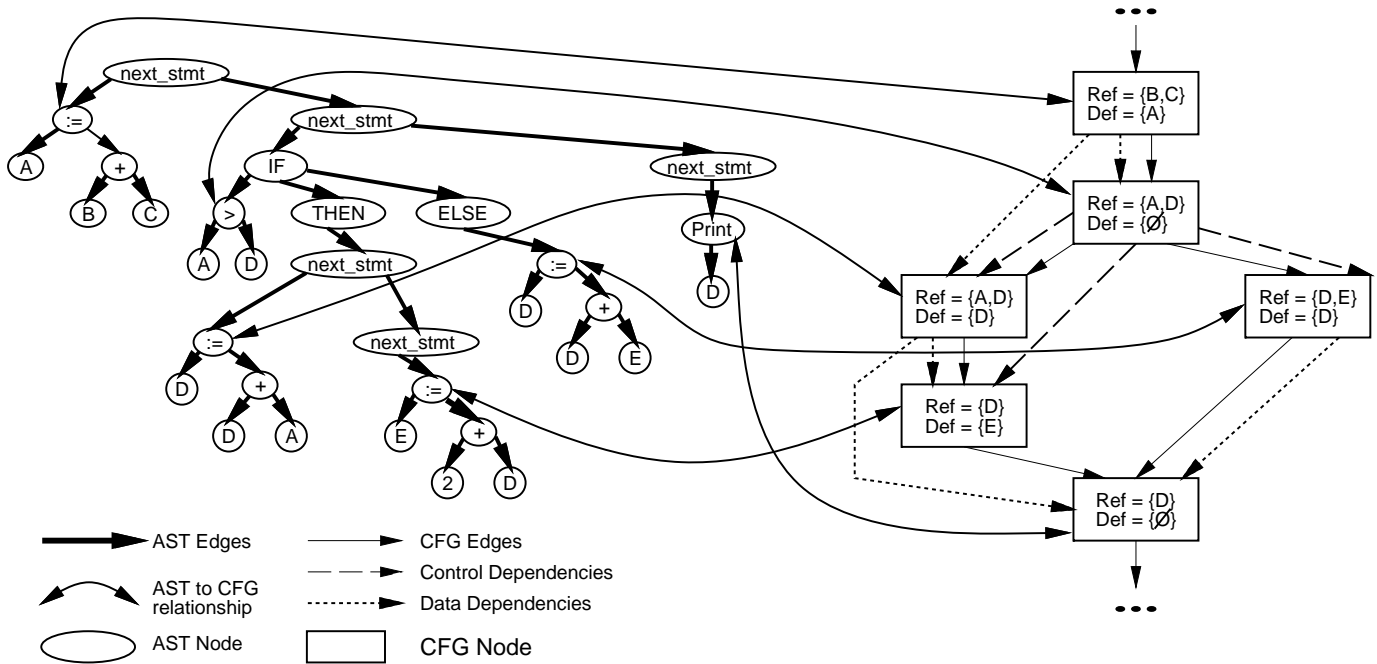 •••
next_stmt
:=
next_stmt
A
+
IF
next_stmt
B
C
>
THEN
ELSE
Print
A
D
next_stmt
:=
D
D
+
:=
next_stmt
D
E
D
+
:=
D
A
E
+
2
D
Ref = {B,C}
Def = {A}
Ref = {A,D}
Def = {Ø}
Ref = {A,D}
Def = {D}
Ref = {D,E}
Def = {D}
Ref = {D}
Def = {E}
Ref = {D}
Def = {Ø}
•••
AST Edges
AST to CFG
relationship
AST Node
CFG Edges
Control Dependencies
Data Dependencies
CFG Node